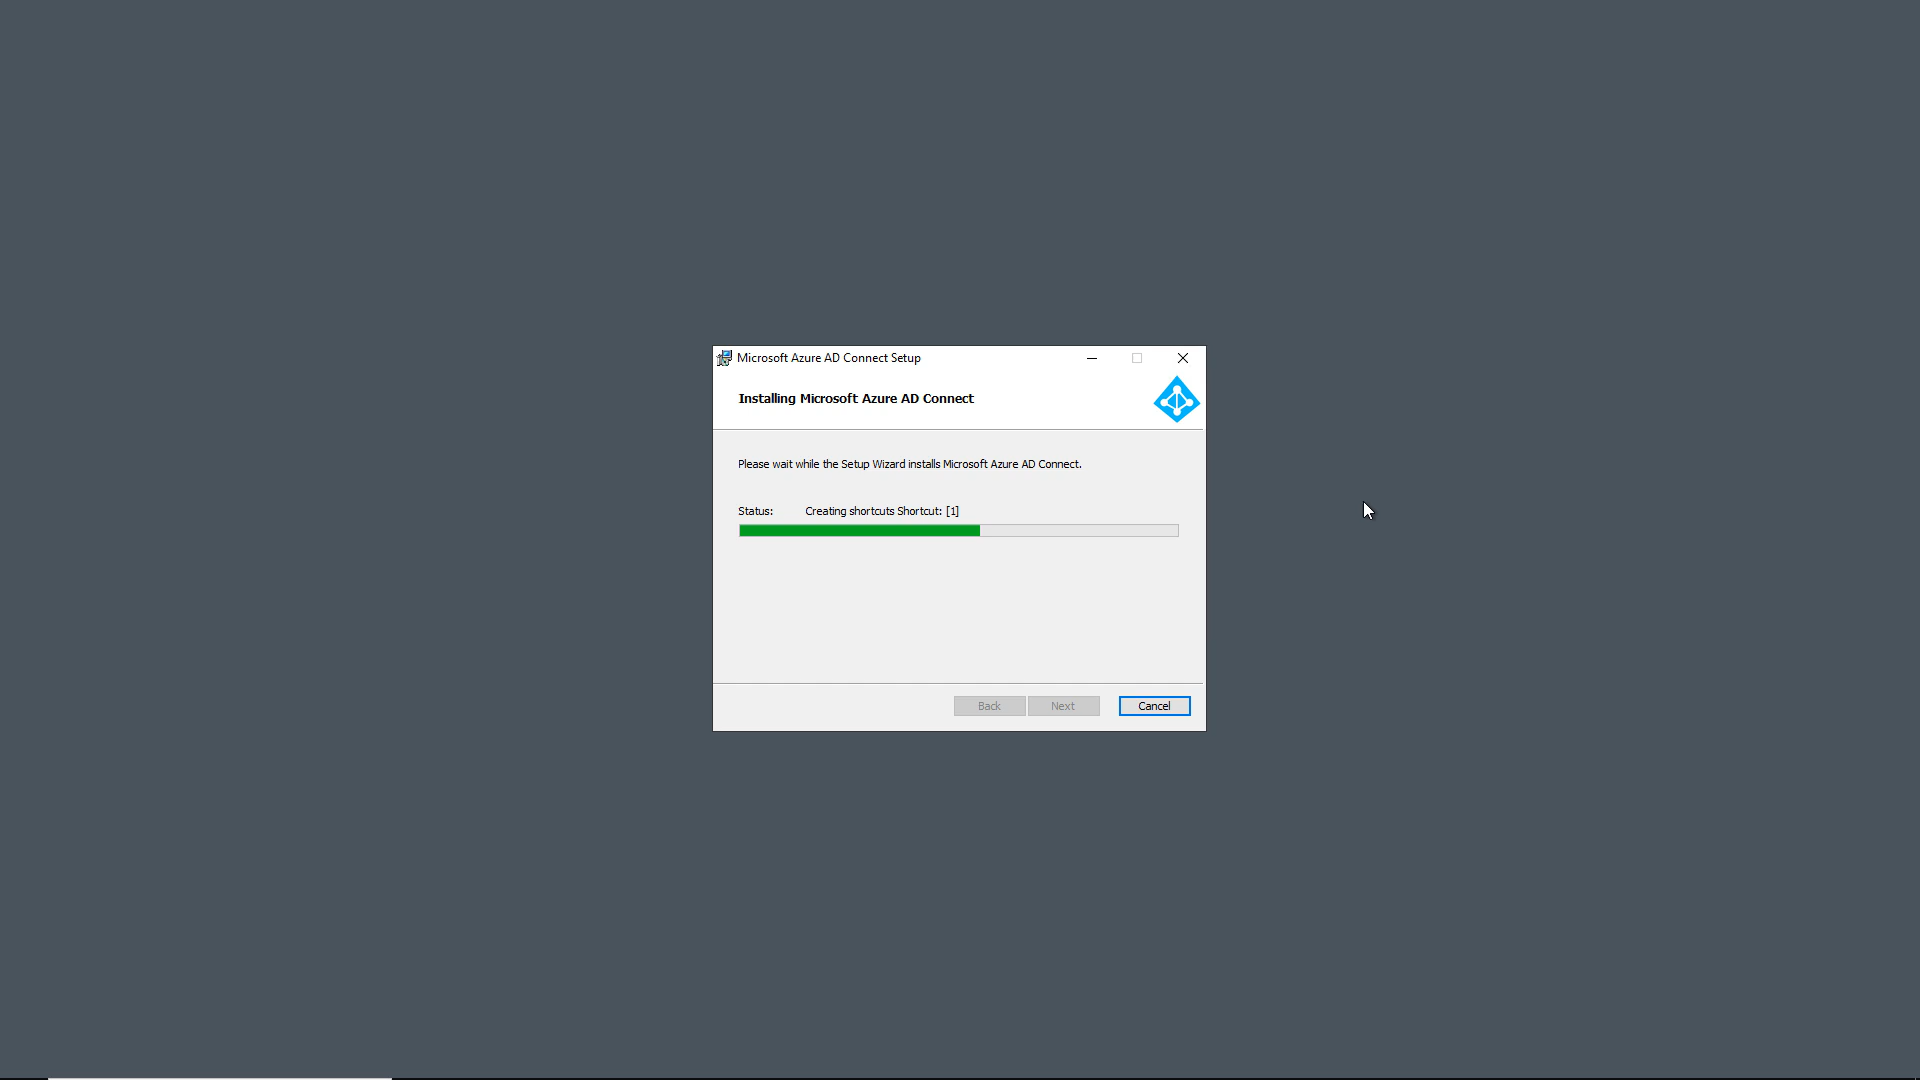 Microsoft Azure AD Connect Setup
Installing Microsoft Azure AD Connect
Please wait while the Setup Wizard installs Microsoft Azure AD Connect.
Status: Creating shortcuts Shortcut: [1]
Back Next Cancel